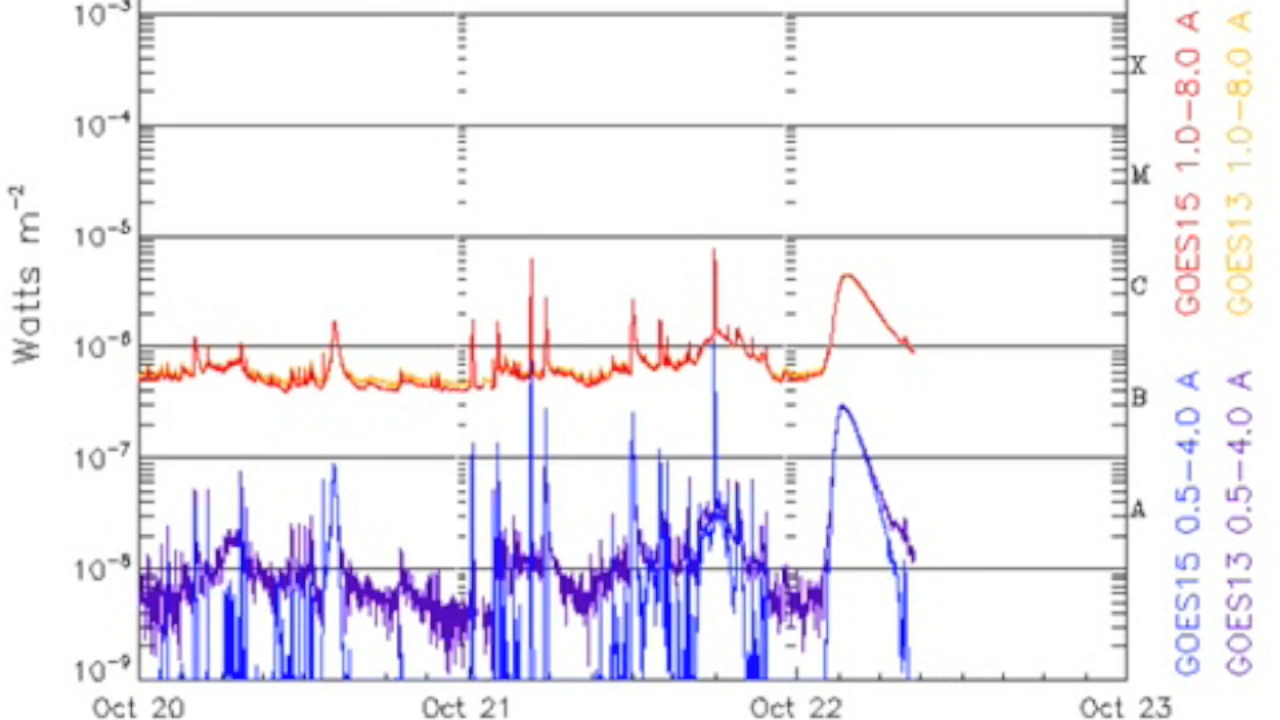 10⁻³
10⁻⁴
10⁻⁵
10⁻⁶
10⁻⁷
10⁻⁸
10⁻⁹
Watts m⁻²
X
M
C
B
A
Oct 20
Oct 21
Oct 22
Oct 23
GOES15 1.0-8.0 A
GOES13 1.0-8.0 A
GOES15 0.5-4.0 A
GOES13 0.5-4.0 A